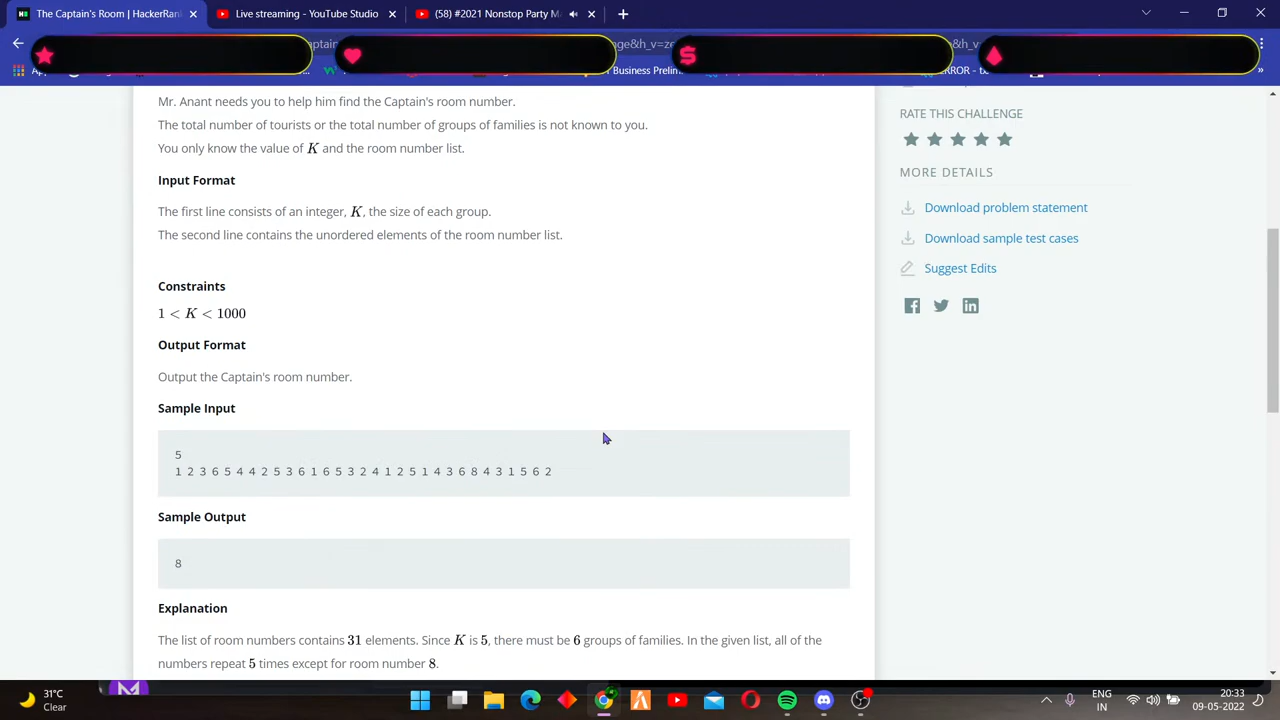 The Captain's Room | HackerRan
Live streaming - YouTube Studio
(58) #2021 Nonstop Party M
Business Prelim
ERROR
RATE THIS CHALLENGE
Mr. Anant needs you to help him find the Captain's room number.
The total number of tourists or the total number of groups of families is not known to you.
You only know the value of K and the room number list.
MORE DETAILS
Input Format
Download problem statement
The first line consists of an integer, K, the size of each group.
The second line contains the unordered elements of the room number list.
Download sample test cases
Suggest Edits
Constraints
1 < K < 1000
Output Format
Output the Captain's room number.
Sample Input
5
1 2 3 6 5 4 4 2 5 3 6 1 6 5 3 2 4 1 2 5 1 4 3 6 8 4 3 1 5 6 2
Sample Output
8
Explanation
The list of room numbers contains 31 elements. Since K is 5, there must be 6 groups of families. In the given list, all of the
numbers repeat 5 times except for room number 8.
31°C
Clear
ENG
IN
20:33
09-05-2022